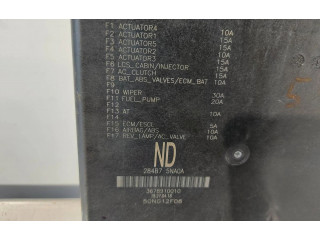 F1 ACTUATOR4 10A
F2 ACTUATOR1 15A
F3 ACTUATOR5 15A
F4 ACTUATOR2 10A
F5 ACTUATOR3 15A
F6 LCS_CABIN/INJECTOR 15A
F7 AC_CLUTCH 15A
F8 BAT_ABS_VALVES/ECM_BAT 10A
F9
F10 WIPER 30A
F11 FUEL_PUMP 20A
F12
F13 AT
F14
F15 ECM/ESCL 5A
F16 AIRBAG/ABS 10A
F17 REV_LAMP/AC_VALVE 10A
ND
284B7 5NA0A